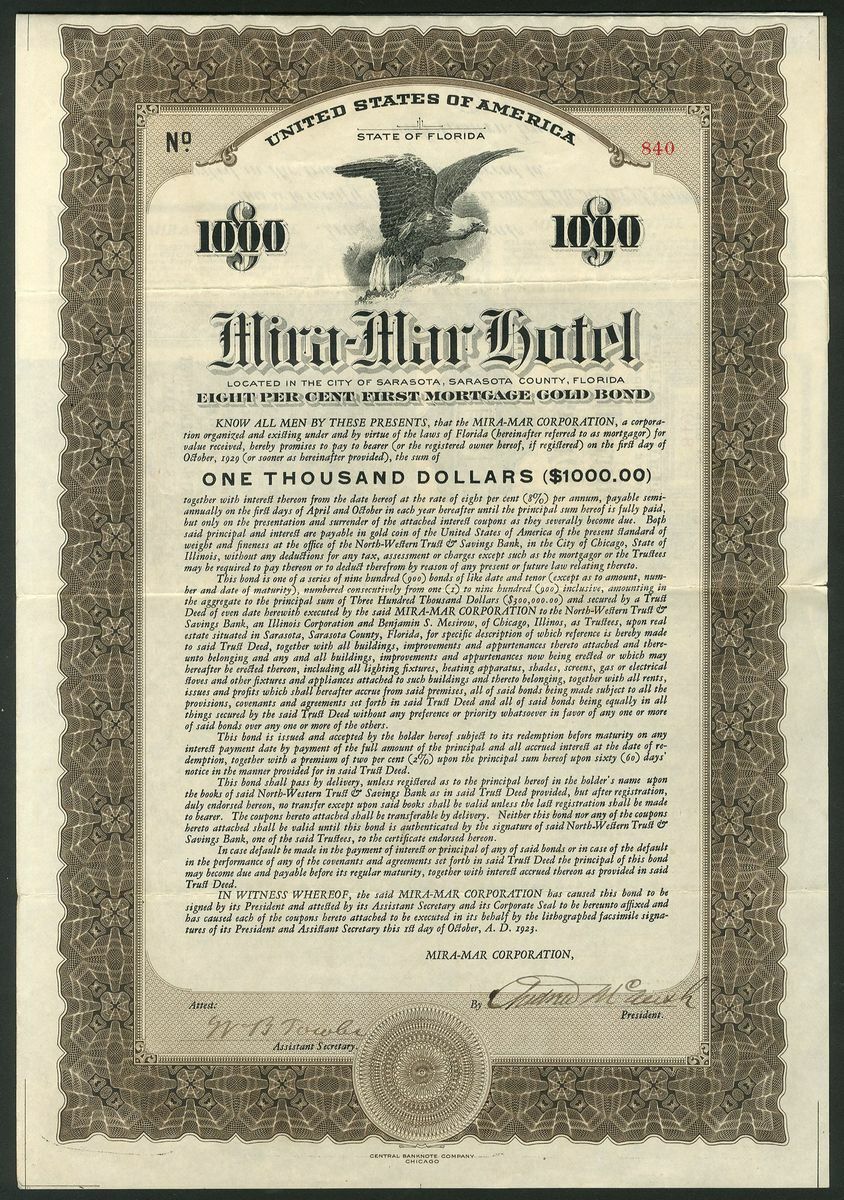 UNITED STATES OF AMERICA
STATE OF FLORIDA
No 840
$1000 $1000
Mira-Mar Hotel
LOCATED IN THE CITY OF SARASOTA, SARASOTA COUNTY, FLORIDA
EIGHT PER CENT FIRST MORTGAGE GOLD BOND
KNOW ALL MEN BY THESE PRESENTS, that the MIRA-MAR CORPORATION, a corpora-
tion organized and existing under and by virtue of the laws of Florida (hereinafter referred to as mortgagor) for
value received, hereby promises to pay to bearer (or the registered owner hereof, if registered) on the first day of
October, 1929 (or sooner as hereinafter provided), the sum of
ONE THOUSAND DOLLARS ($1000.00)
together with interest thereon from the date hereof at the rate of eight per cent (8%) per annum, payable semi-
annually on the first days of April and October in each year hereafter until the principal sum hereof is fully paid,
but only on the presentation and surrender of the attached interest coupons as they severally become due. Both
said principal and interest are payable in gold coin of the United States of America of the present standard of
weight and fineness at the office of the North-Western Trust & Savings Bank, in the City of Chicago, State of
Illinois, without any deductions for any tax, assessment or charges except such as the mortgagor or the Trustees
may be required to pay thereon or to deduct therefrom by reason of any present or future law relating thereto.
This bond is one of a series of nine hundred (900) bonds of like date and tenor (except as to amount, num-
ber and date of maturity), numbered consecutively from one (1) to nine hundred (900) inclusive, amounting in
the aggregate to the principal sum of Three Hundred Thousand Dollars ($300,000.00) and secured by a Trust
Deed of even date herewith executed by the said MIRA-MAR CORPORATION to the North-Western Trust &
Savings Bank, an Illinois Corporation and Benjamin S. Mesirow, of Chicago, Illinos, as Trustees, upon real
estate situated in Sarasota, Sarasota County, Florida, for specific description of which reference is hereby made
to said Trust Deed, together with all buildings, improvements and appurtenances thereto attached and there-
unto belonging and any and all buildings, improvements and appurtenances now being erected or which may
hereafter be erected thereon, including all lighting fixtures, heating apparatus, shades, screens, gas or electrical
stoves and other fixtures and appliances attached to such buildings and thereto belonging, together with all rents,
issues and profits which shall hereafter accrue from said premises, all of said bonds being made subject to all the
provisions, covenants and agreements set forth in said Trust Deed and all of said bonds being equally in all
things secured by the said Trust Deed without any preference or priority whatsoever in favor of any one or more
of said bonds over any one or more of the others.
This bond is issued and accepted by the holder hereof subject to its redemption before maturity on any
interest payment date by payment of the full amount of the principal and all accrued interest at the date of re-
demption, together with a premium of two per cent (2%) upon the principal sum hereof upon sixty (60) days'
notice in the manner provided for in said Trust Deed.
This bond shall pass by delivery, unless registered as to the principal hereof in the holder's name upon
the books of said North-Western Trust & Savings Bank as in said Trust Deed provided, but after registration,
duly endorsed hereon, no transfer except upon said books shall be valid unless the last registration shall be made
to bearer. The coupons hereto attached shall be transferable by delivery. Neither this bond nor any of the coupons
hereto attached shall be valid until this bond is authenticated by the signature of said North-Western Trust &
Savings Bank, one of the said Trustees, to the certificate endorsed hereon.
In case default be made in the payment of interest or principal of any of said bonds or in case of the default
in the performance of any of the covenants and agreements set forth in said Trust Deed the principal of this bond
may become due and payable before its regular maturity, together with interest accrued thereon as provided in said
Trust Deed.
IN WITNESS WHEREOF, the said MIRA-MAR CORPORATION has caused this bond to be
signed by its President and attested by its Assistant Secretary and its Corporate Seal to be hereunto affixed and
has caused each of the coupons hereto attached to be executed in its behalf by the lithographed facsimile signa-
tures of its President and Assistant Secretary this 1st day of October, A. D. 1923.
MIRA-MAR CORPORATION,
Attest: By
President.
W B
Assistant Secretary.
CENTRAL BANKNOTE COMPANY
CHICAGO